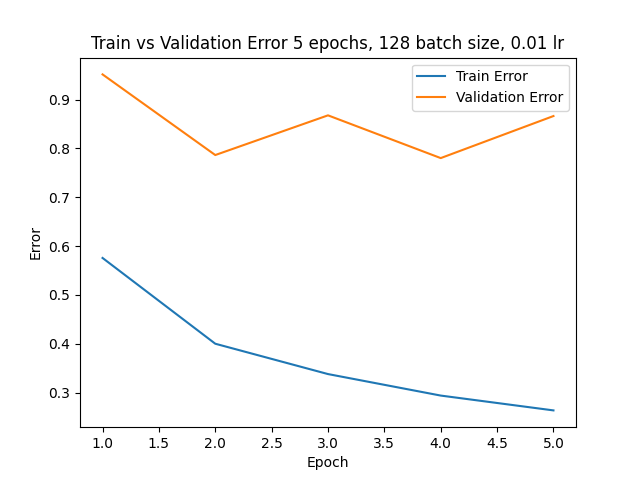 Train vs Validation Error 5 epochs, 128 batch size, 0.01 lr
Train Error
Validation Error
0.9
0.8
0.7
0.6
0.5
0.4
0.3
Error
1.0 1.5 2.0 2.5 3.0 3.5 4.0 4.5 5.0
Epoch